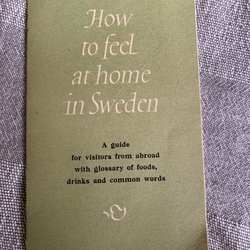 How
to feel
at home
in Sweden
A guide
for visitors from abroad
with glossary of foods,
drinks and common words